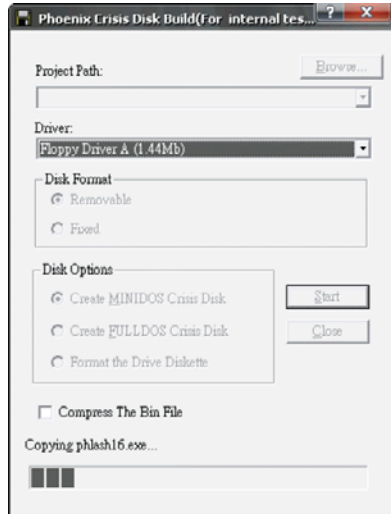 Phoenix Crisis Disk Build(For internal tes...
Project Path:
Browse...
Driver:
Floppy Driver A (1.44Mb)
Disk Format
Removable
Fixed
Disk Options
Create MINIDOS Crisis Disk
Start
Create FULLDOS Crisis Disk
Close
Format the Drive Diskette
Compress The Bin File
Copying phlash16.exe...